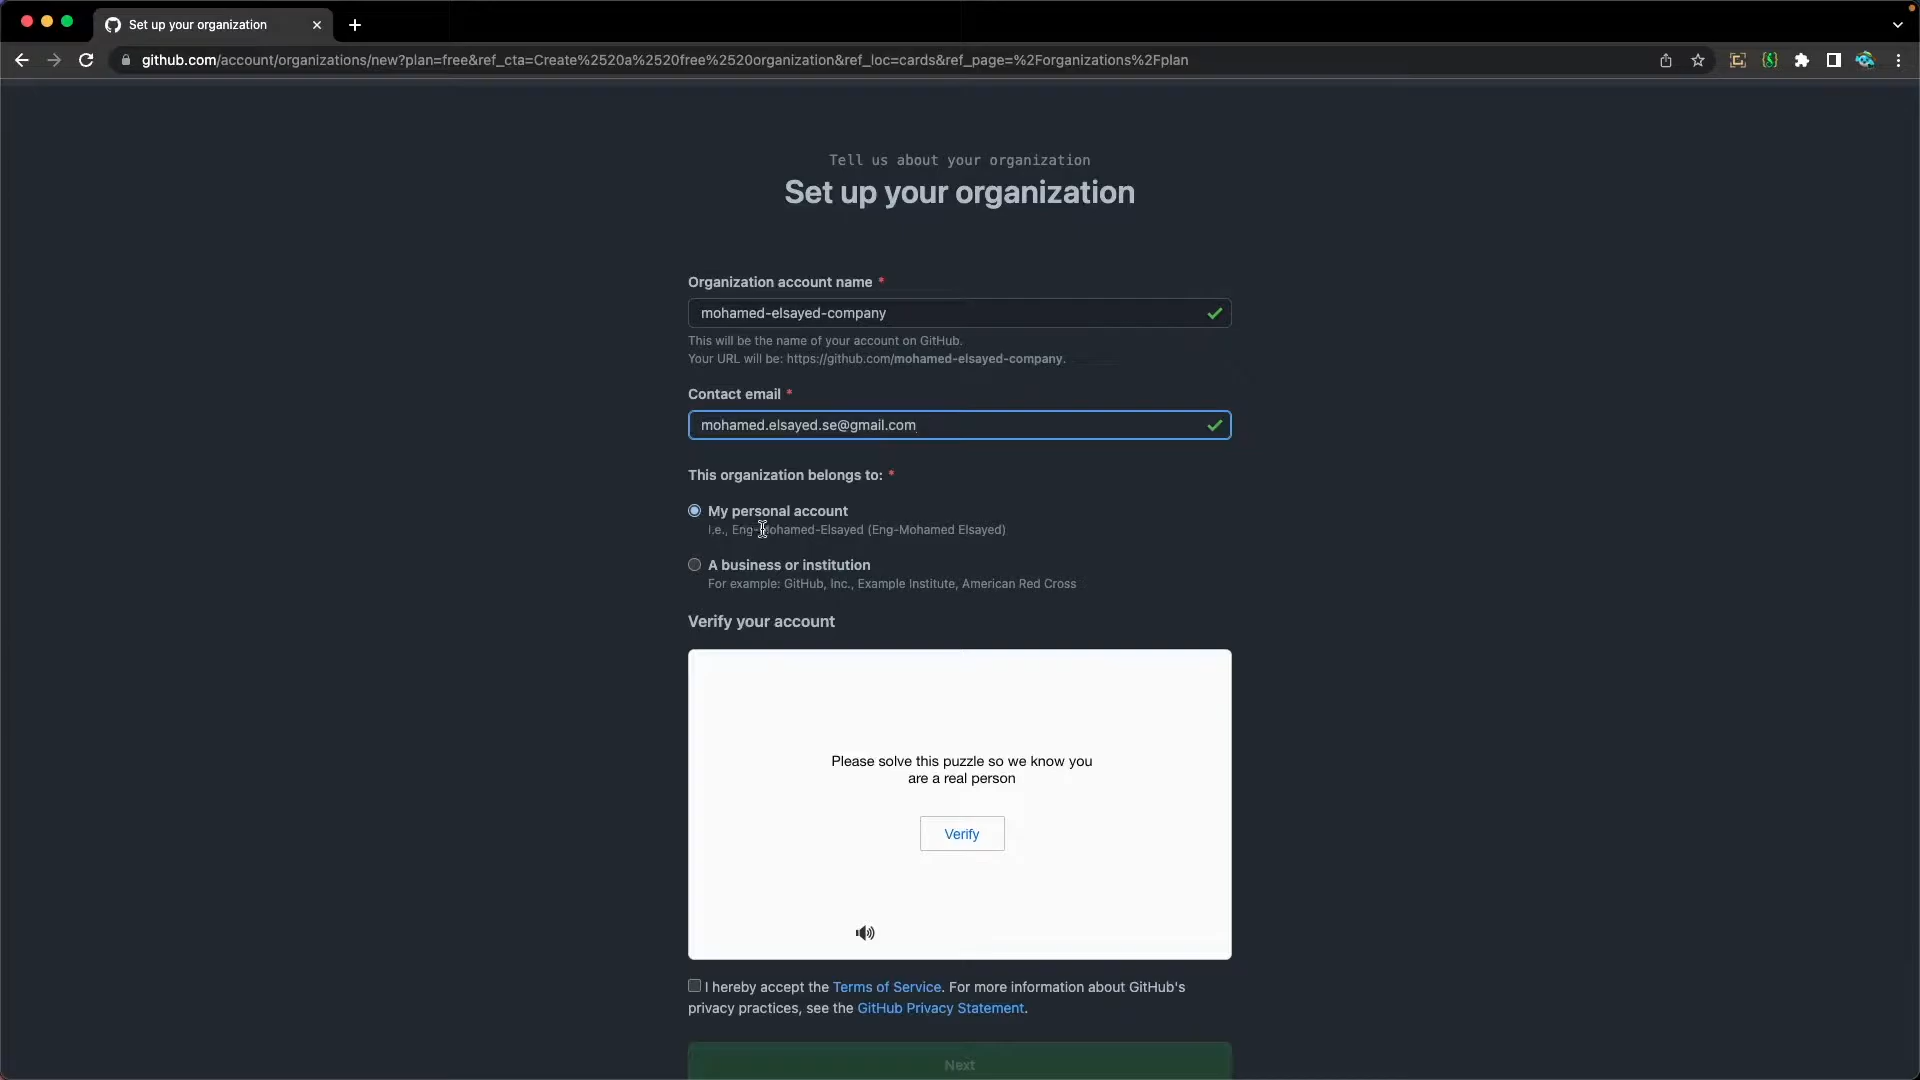 Set up your organization
github.com/account/organizations/new?plan=free&ref_cta=Create%2520a%2520free%2520organization&ref_loc=cards&ref_page=%2Forganizations%2Fplan
Tell us about your organization
Set up your organization
Organization account name *
mohamed-elsayed-company
This will be the name of your account on GitHub.
Your URL will be: https://github.com/mohamed-elsayed-company.
Contact email *
mohamed.elsayed.se@gmail.com
This organization belongs to: *
My personal account
I.e., Eng-Mohamed-Elsayed (Eng-Mohamed Elsayed)
A business or institution
For example: GitHub, Inc., Example Institute, American Red Cross
Verify your account
Please solve this puzzle so we know you
are a real person
Verify
I hereby accept the Terms of Service. For more information about GitHub's
privacy practices, see the GitHub Privacy Statement.
Next